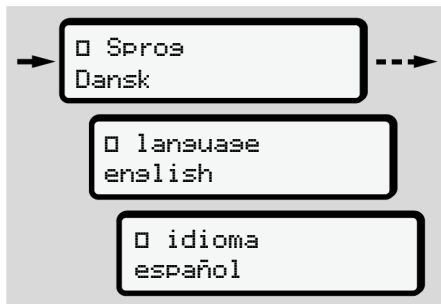 □ Sprog
Dansk
□ language
english
□ idioma
español